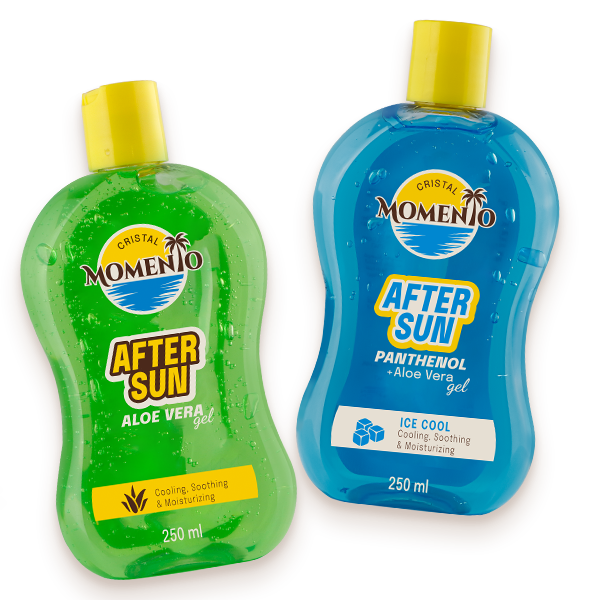 CRISTAL
MOMENTO
AFTER
SUN
ALOE VERA
gel
Cooling, Soothing
& Moisturizing
250 ml
CRISTAL
MOMENTO
AFTER
SUN
PANTHENOL
+Aloe Vera
gel
ICE COOL
Cooling, Soothing
& Moisturizing
250 ml